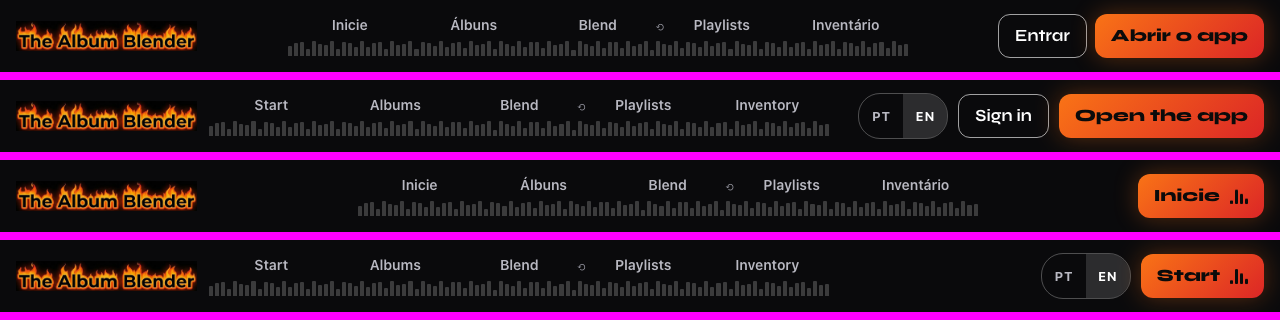 The Album Blender Inicie Álbuns Blend Playlists Inventário Entrar Abrir o app
The Album Blender Start Albums Blend Playlists Inventory PT EN Sign in Open the app
The Album Blender Inicie Álbuns Blend Playlists Inventário Inicie
The Album Blender Start Albums Blend Playlists Inventory PT EN Start